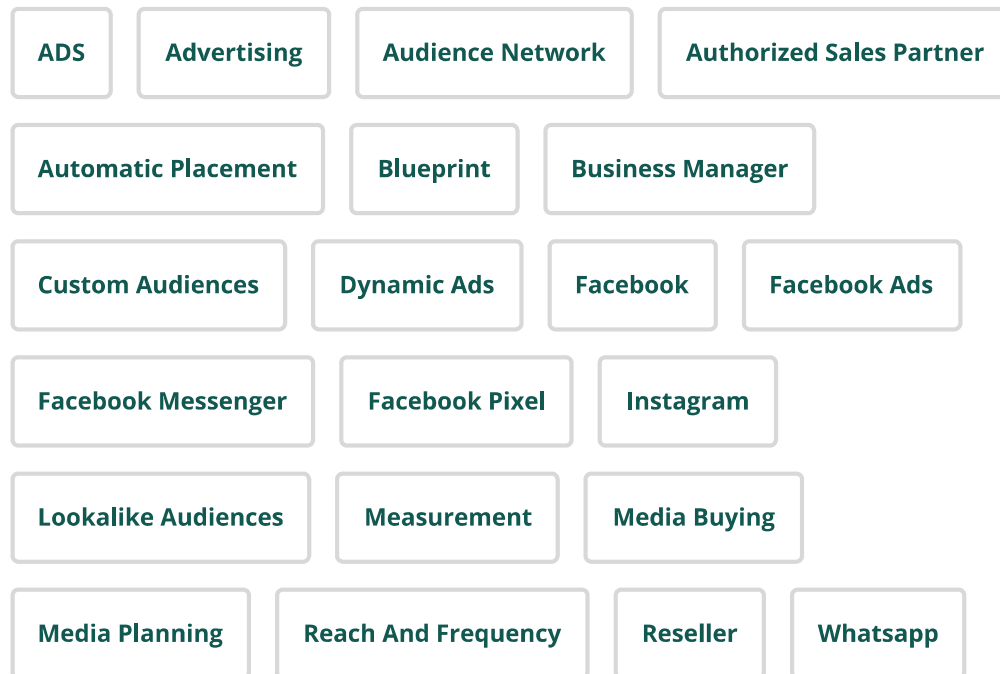 ADS Advertising Audience Network Authorized Sales Partner
Automatic Placement Blueprint Business Manager
Custom Audiences Dynamic Ads Facebook Facebook Ads
Facebook Messenger Facebook Pixel Instagram
Lookalike Audiences Measurement Media Buying
Media Planning Reach And Frequency Reseller Whatsapp